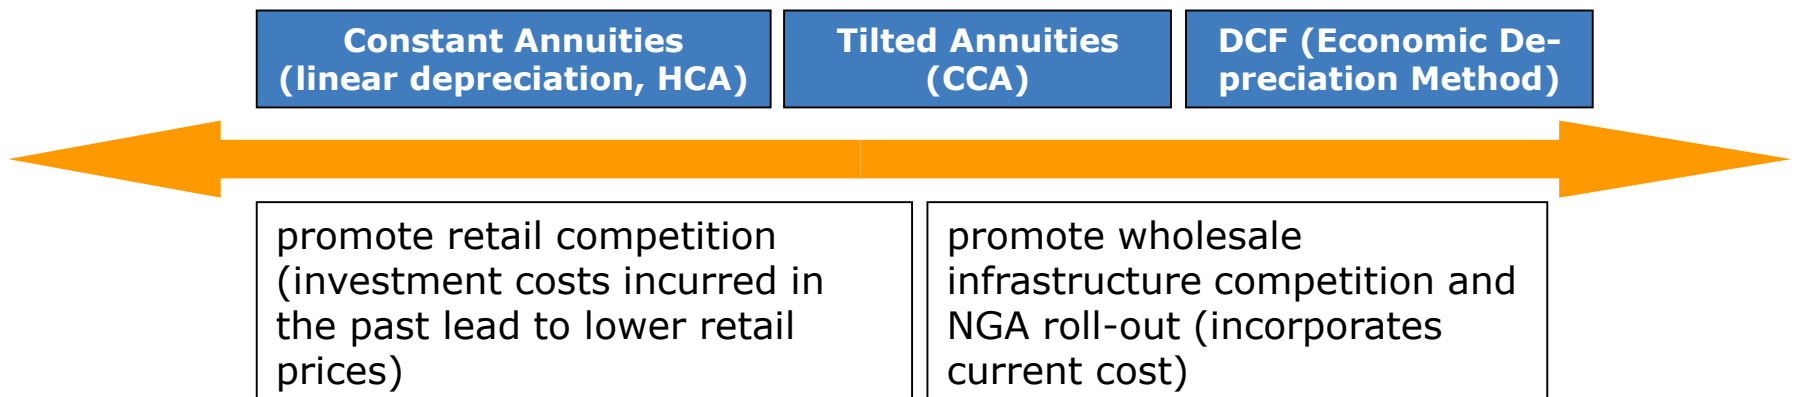 Constant Annuities
(linear depreciation, HCA)
Tilted Annuities
(CCA)
DCF (Economic De-
preciation Method)
promote retail competition
(investment costs incurred in
the past lead to lower retail
prices)
promote wholesale
infrastructure competition and
NGA roll-out (incorporates
current cost)